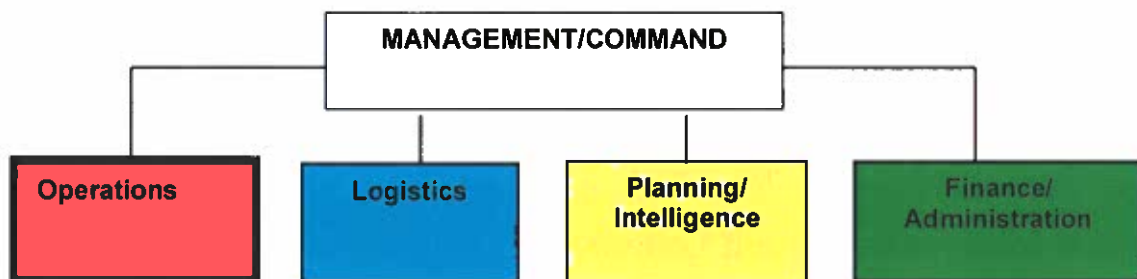 MANAGEMENT/COMMAND
Operations
Logistics
Planning/
Intelligence
Finance/
Administration